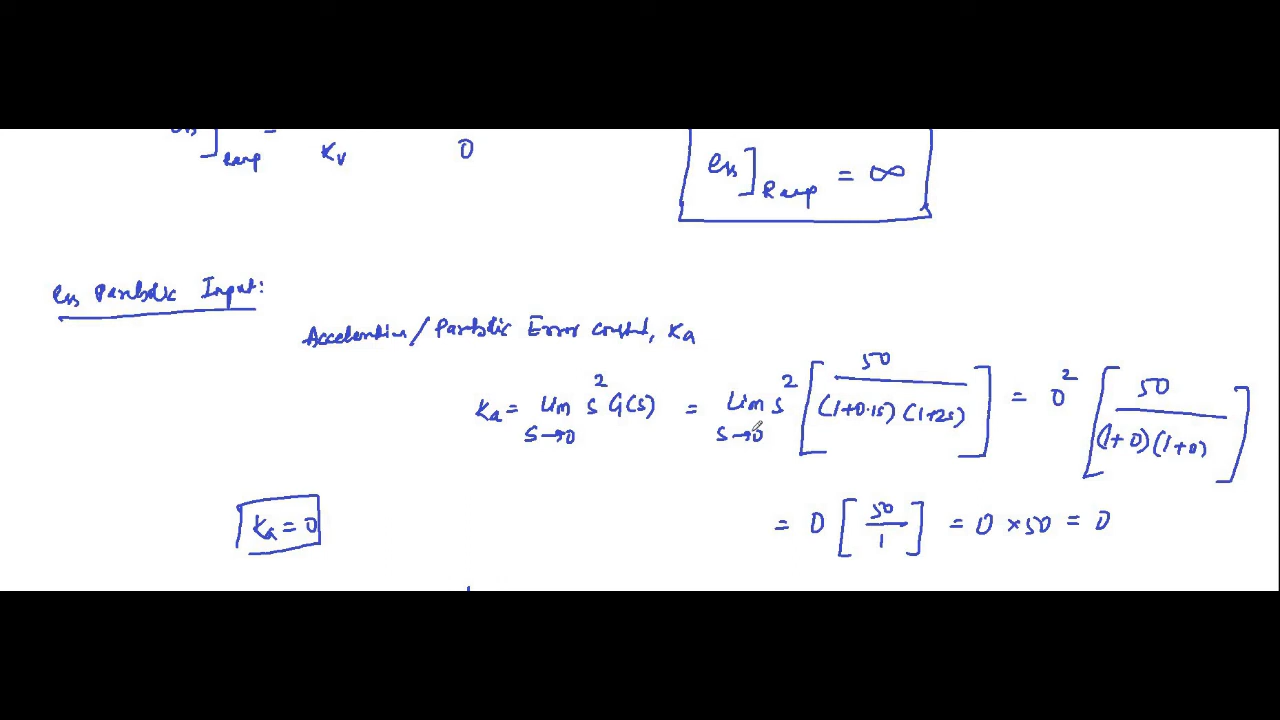 ess]Ramp = Kv 0
ess]Ramp = ∞
ess Parabolic Input:
Acceleration/Parabolic Error const, Ka
Ka = Lim s→0 s² G(s) = Lim s→0 s² [50/(1+0.1s)(1+2s)] = 0² [50/(1+0)(1+0)]
Ka = 0
= 0 [50/1] = 0 × 50 = 0